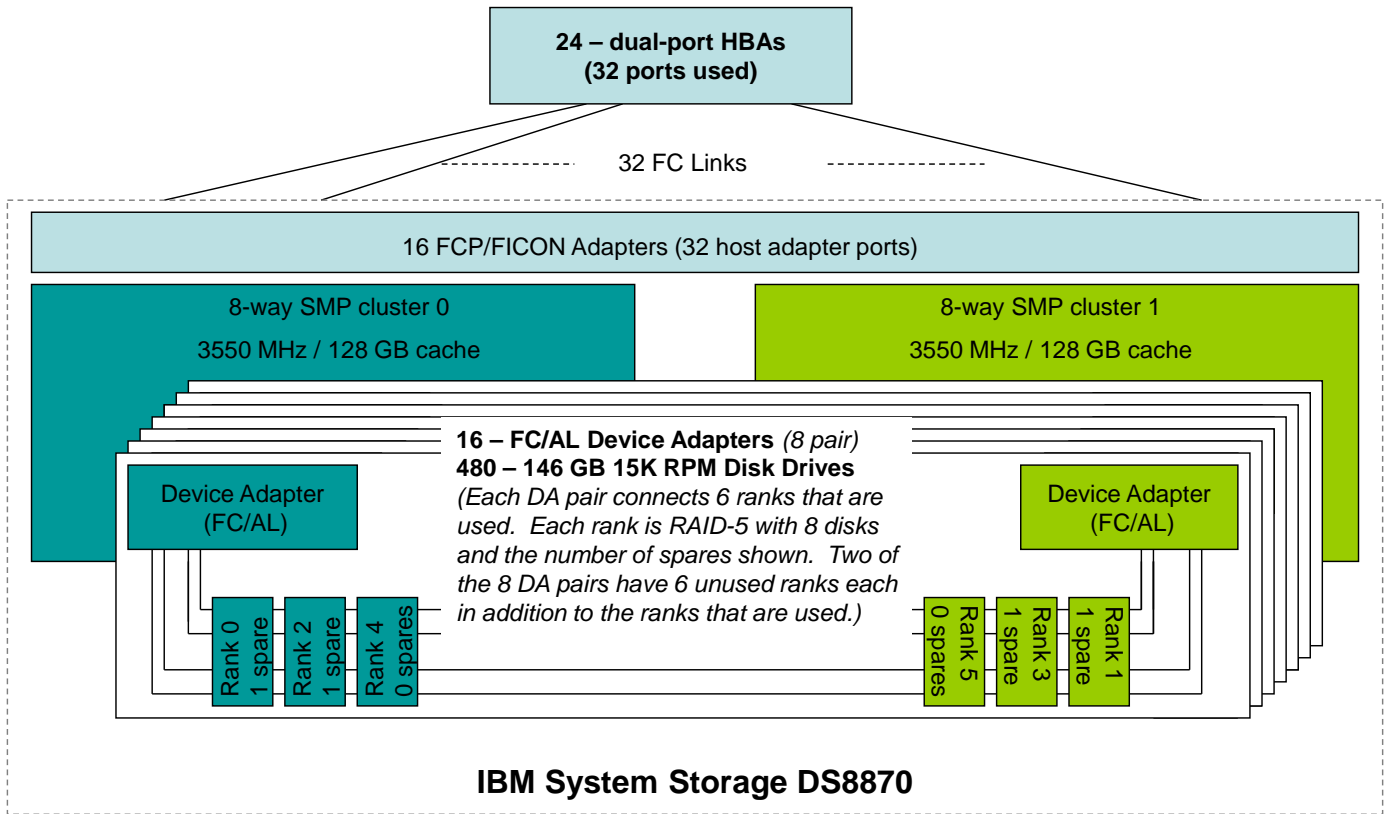 24 – dual-port HBAs
(32 ports used)
32 FC Links
16 FCP/FICON Adapters (32 host adapter ports)
8-way SMP cluster 0
3550 MHz / 128 GB cache
8-way SMP cluster 1
3550 MHz / 128 GB cache
16 – FC/AL Device Adapters (8 pair)
480 – 146 GB 15K RPM Disk Drives
(Each DA pair connects 6 ranks that are
used. Each rank is RAID-5 with 8 disks
and the number of spares shown. Two of
the 8 DA pairs have 6 unused ranks each
in addition to the ranks that are used.)
Device Adapter
(FC/AL)
Device Adapter
(FC/AL)
Rank 0
1 spare
Rank 2
1 spare
Rank 4
0 spares
Rank 5
0 spares
Rank 3
1 spare
Rank 1
1 spare
IBM System Storage DS8870